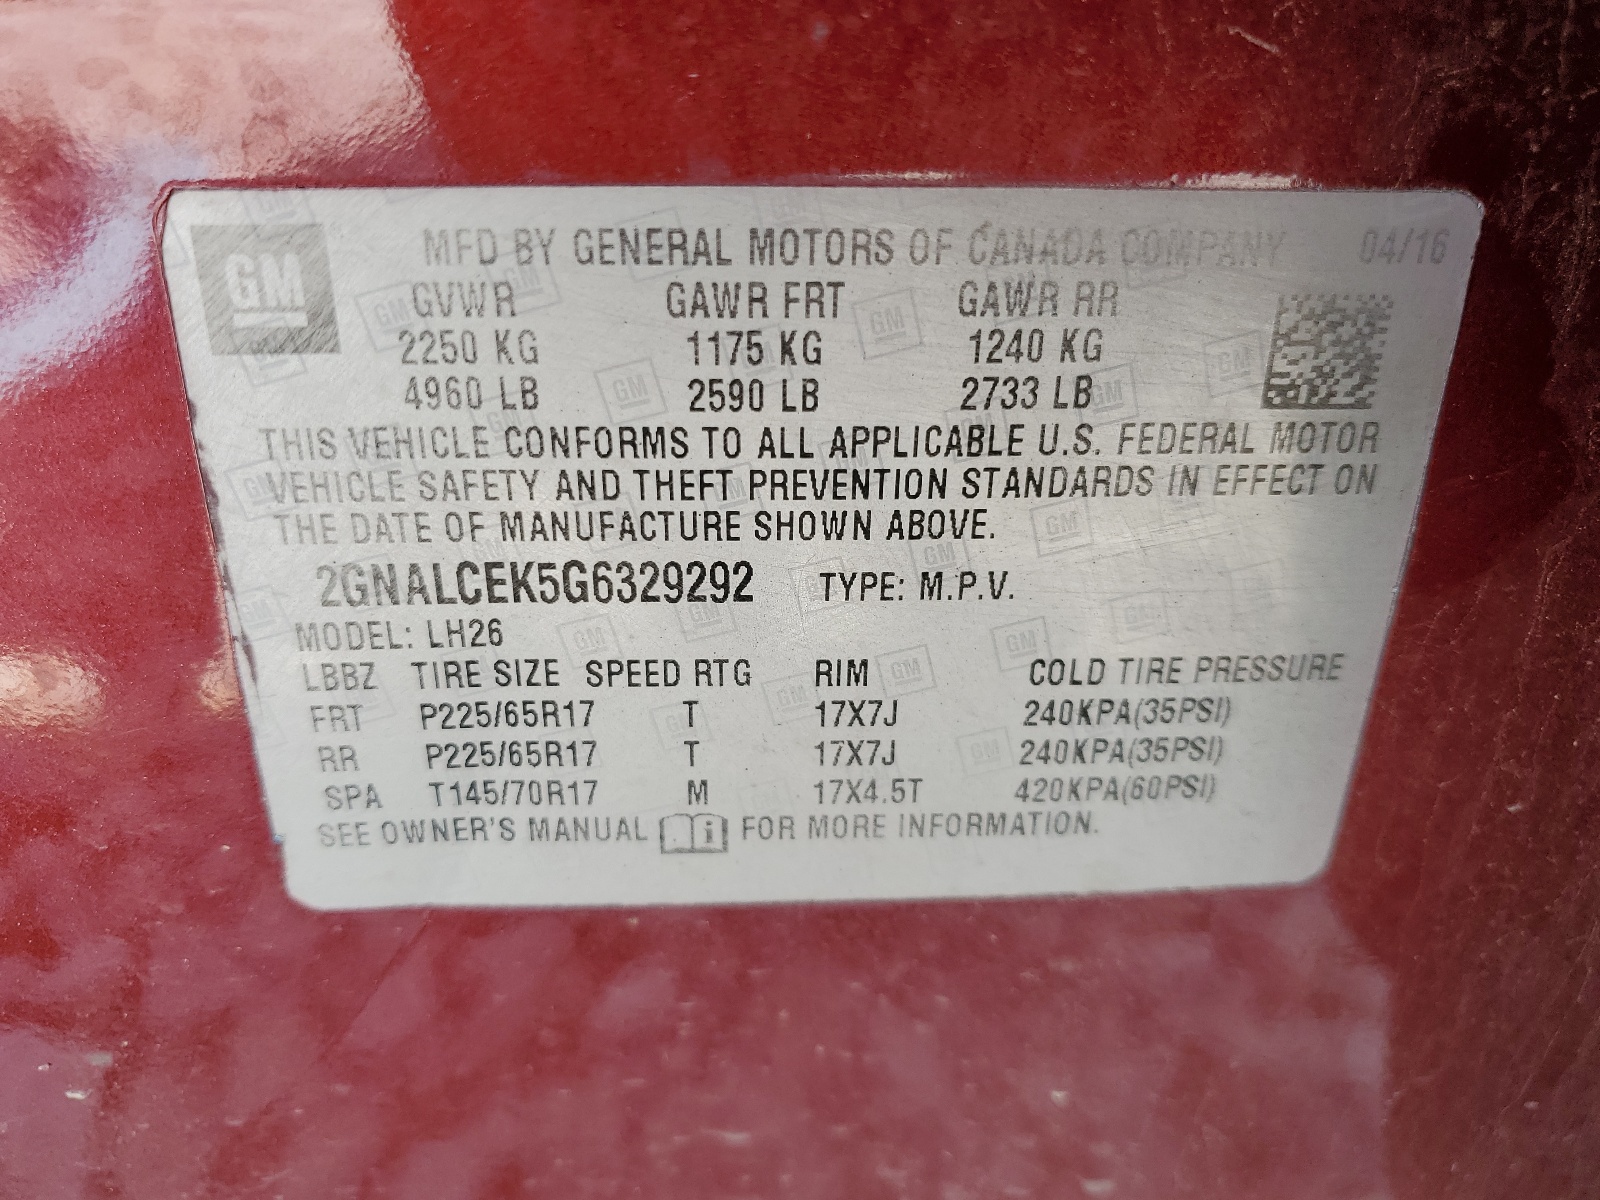 GM
MFD BY GENERAL MOTORS OF CANADA COMPANY 04/16
GVWR GAWR FRT GAWR RR
2250 KG 1175 KG 1240 KG
4960 LB 2590 LB 2733 LB
THIS VEHICLE CONFORMS TO ALL APPLICABLE U.S. FEDERAL MOTOR
VEHICLE SAFETY AND THEFT PREVENTION STANDARDS IN EFFECT ON
THE DATE OF MANUFACTURE SHOWN ABOVE.
2GNALCEK5G6329292 TYPE: M.P.V.
MODEL: LH26
LBBZ TIRE SIZE SPEED RTG RIM COLD TIRE PRESSURE
FRT P225/65R17 T 17X7J 240KPA(35PSI)
RR P225/65R17 T 17X7J 240KPA(35PSI)
SPA T145/70R17 M 17X4.5T 420KPA(60PSI)
SEE OWNER'S MANUAL i FOR MORE INFORMATION.